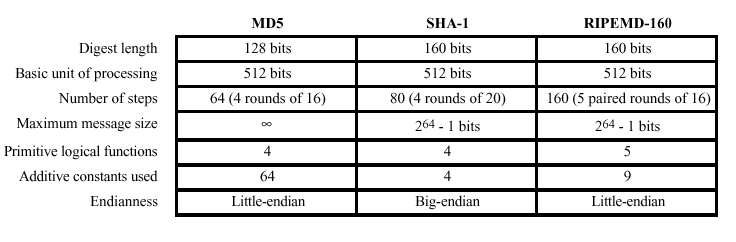 MD5 SHA-1 RIPEMD-160
Digest length 128 bits 160 bits 160 bits
Basic unit of processing 512 bits 512 bits 512 bits
Number of steps 64 (4 rounds of 16) 80 (4 rounds of 20) 160 (5 paired rounds of 16)
Maximum message size ∞ 2⁶⁴ - 1 bits 2⁶⁴ - 1 bits
Primitive logical functions 4 4 5
Additive constants used 64 4 9
Endianness Little-endian Big-endian Little-endian